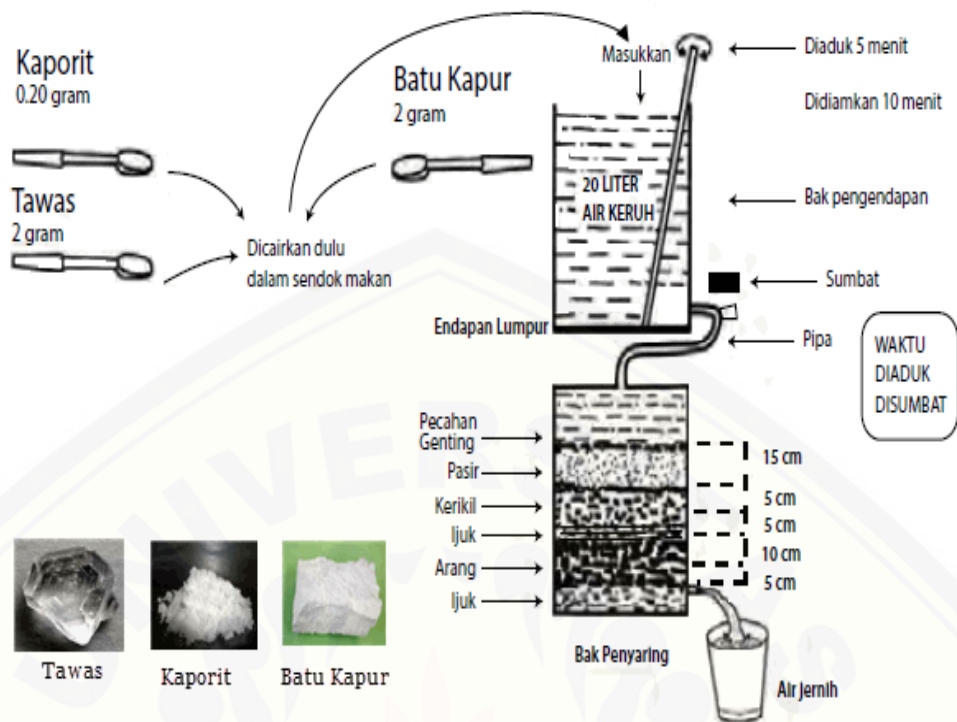 Kaporit
0.20 gram
Tawas
2 gram
Batu Kapur
2 gram
Dicairkan dulu
dalam sendok makan
Masukkan
Diaduk 5 menit
Didiamkan 10 menit
20 LITER
AIR KERUH
Bak pengendapan
Sumbat
Endapan Lumpur
Pipa
WAKTU
DIADUK
DISUMBAT
Pecahan
Genting
Pasir
Kerikil
Ijuk
Arang
Ijuk
15 cm
5 cm
5 cm
10 cm
5 cm
Bak Penyaring
Air Jernih
Tawas
Kaporit
Batu Kapur